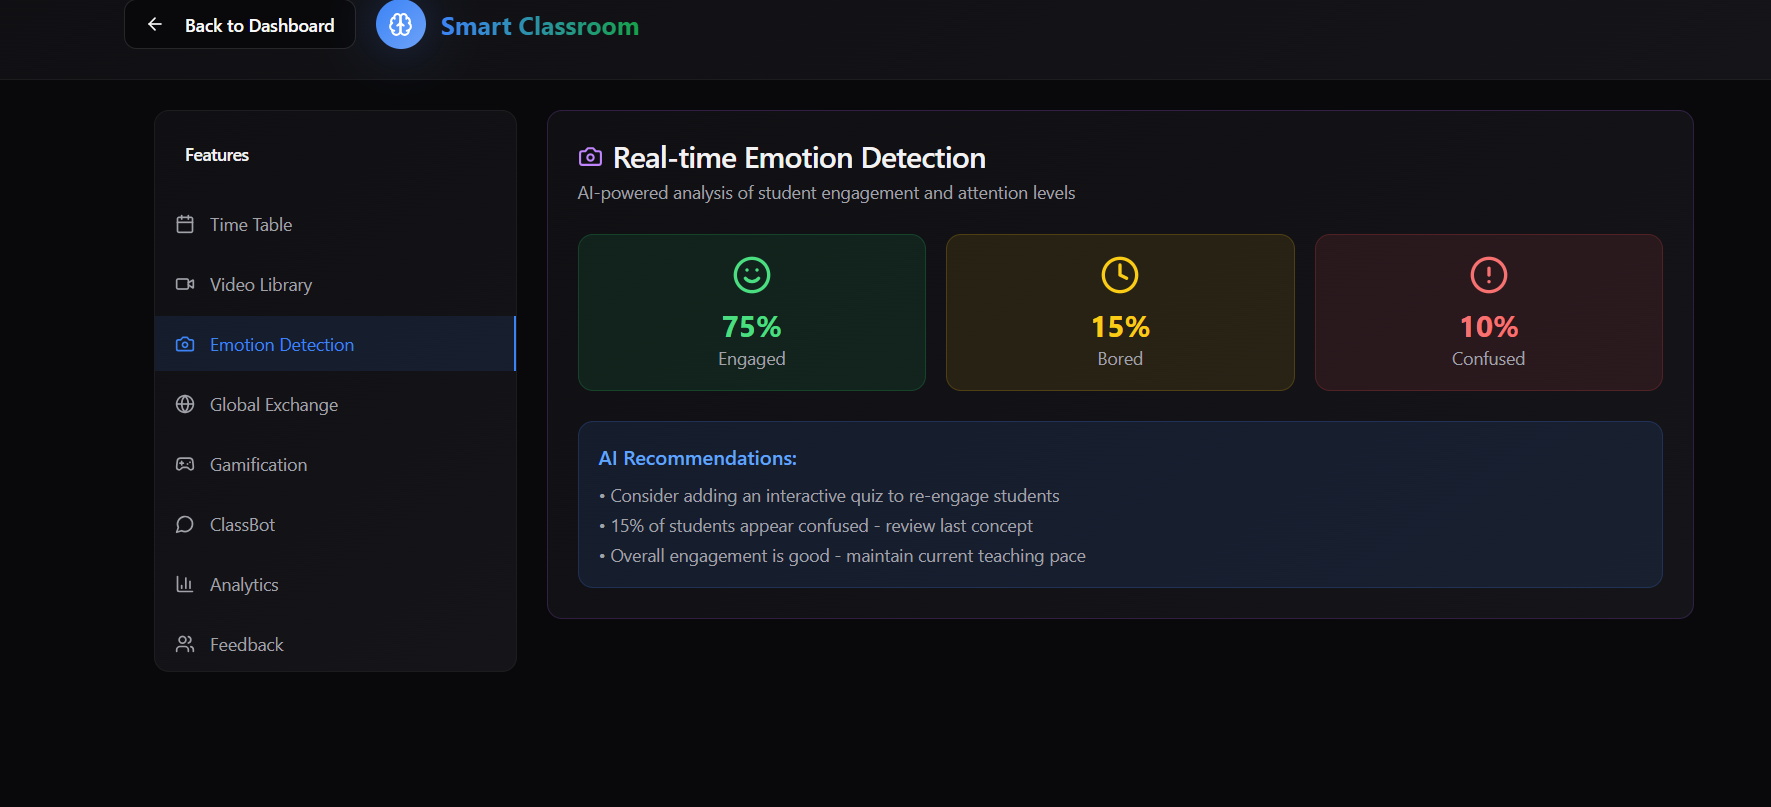 Back to Dashboard
Smart Classroom
Features
Time Table
Video Library
Emotion Detection
Global Exchange
Gamification
ClassBot
Analytics
Feedback
Real-time Emotion Detection
AI-powered analysis of student engagement and attention levels
75%
Engaged
15%
Bored
10%
Confused
AI Recommendations:
• Consider adding an interactive quiz to re-engage students
• 15% of students appear confused - review last concept
• Overall engagement is good - maintain current teaching pace